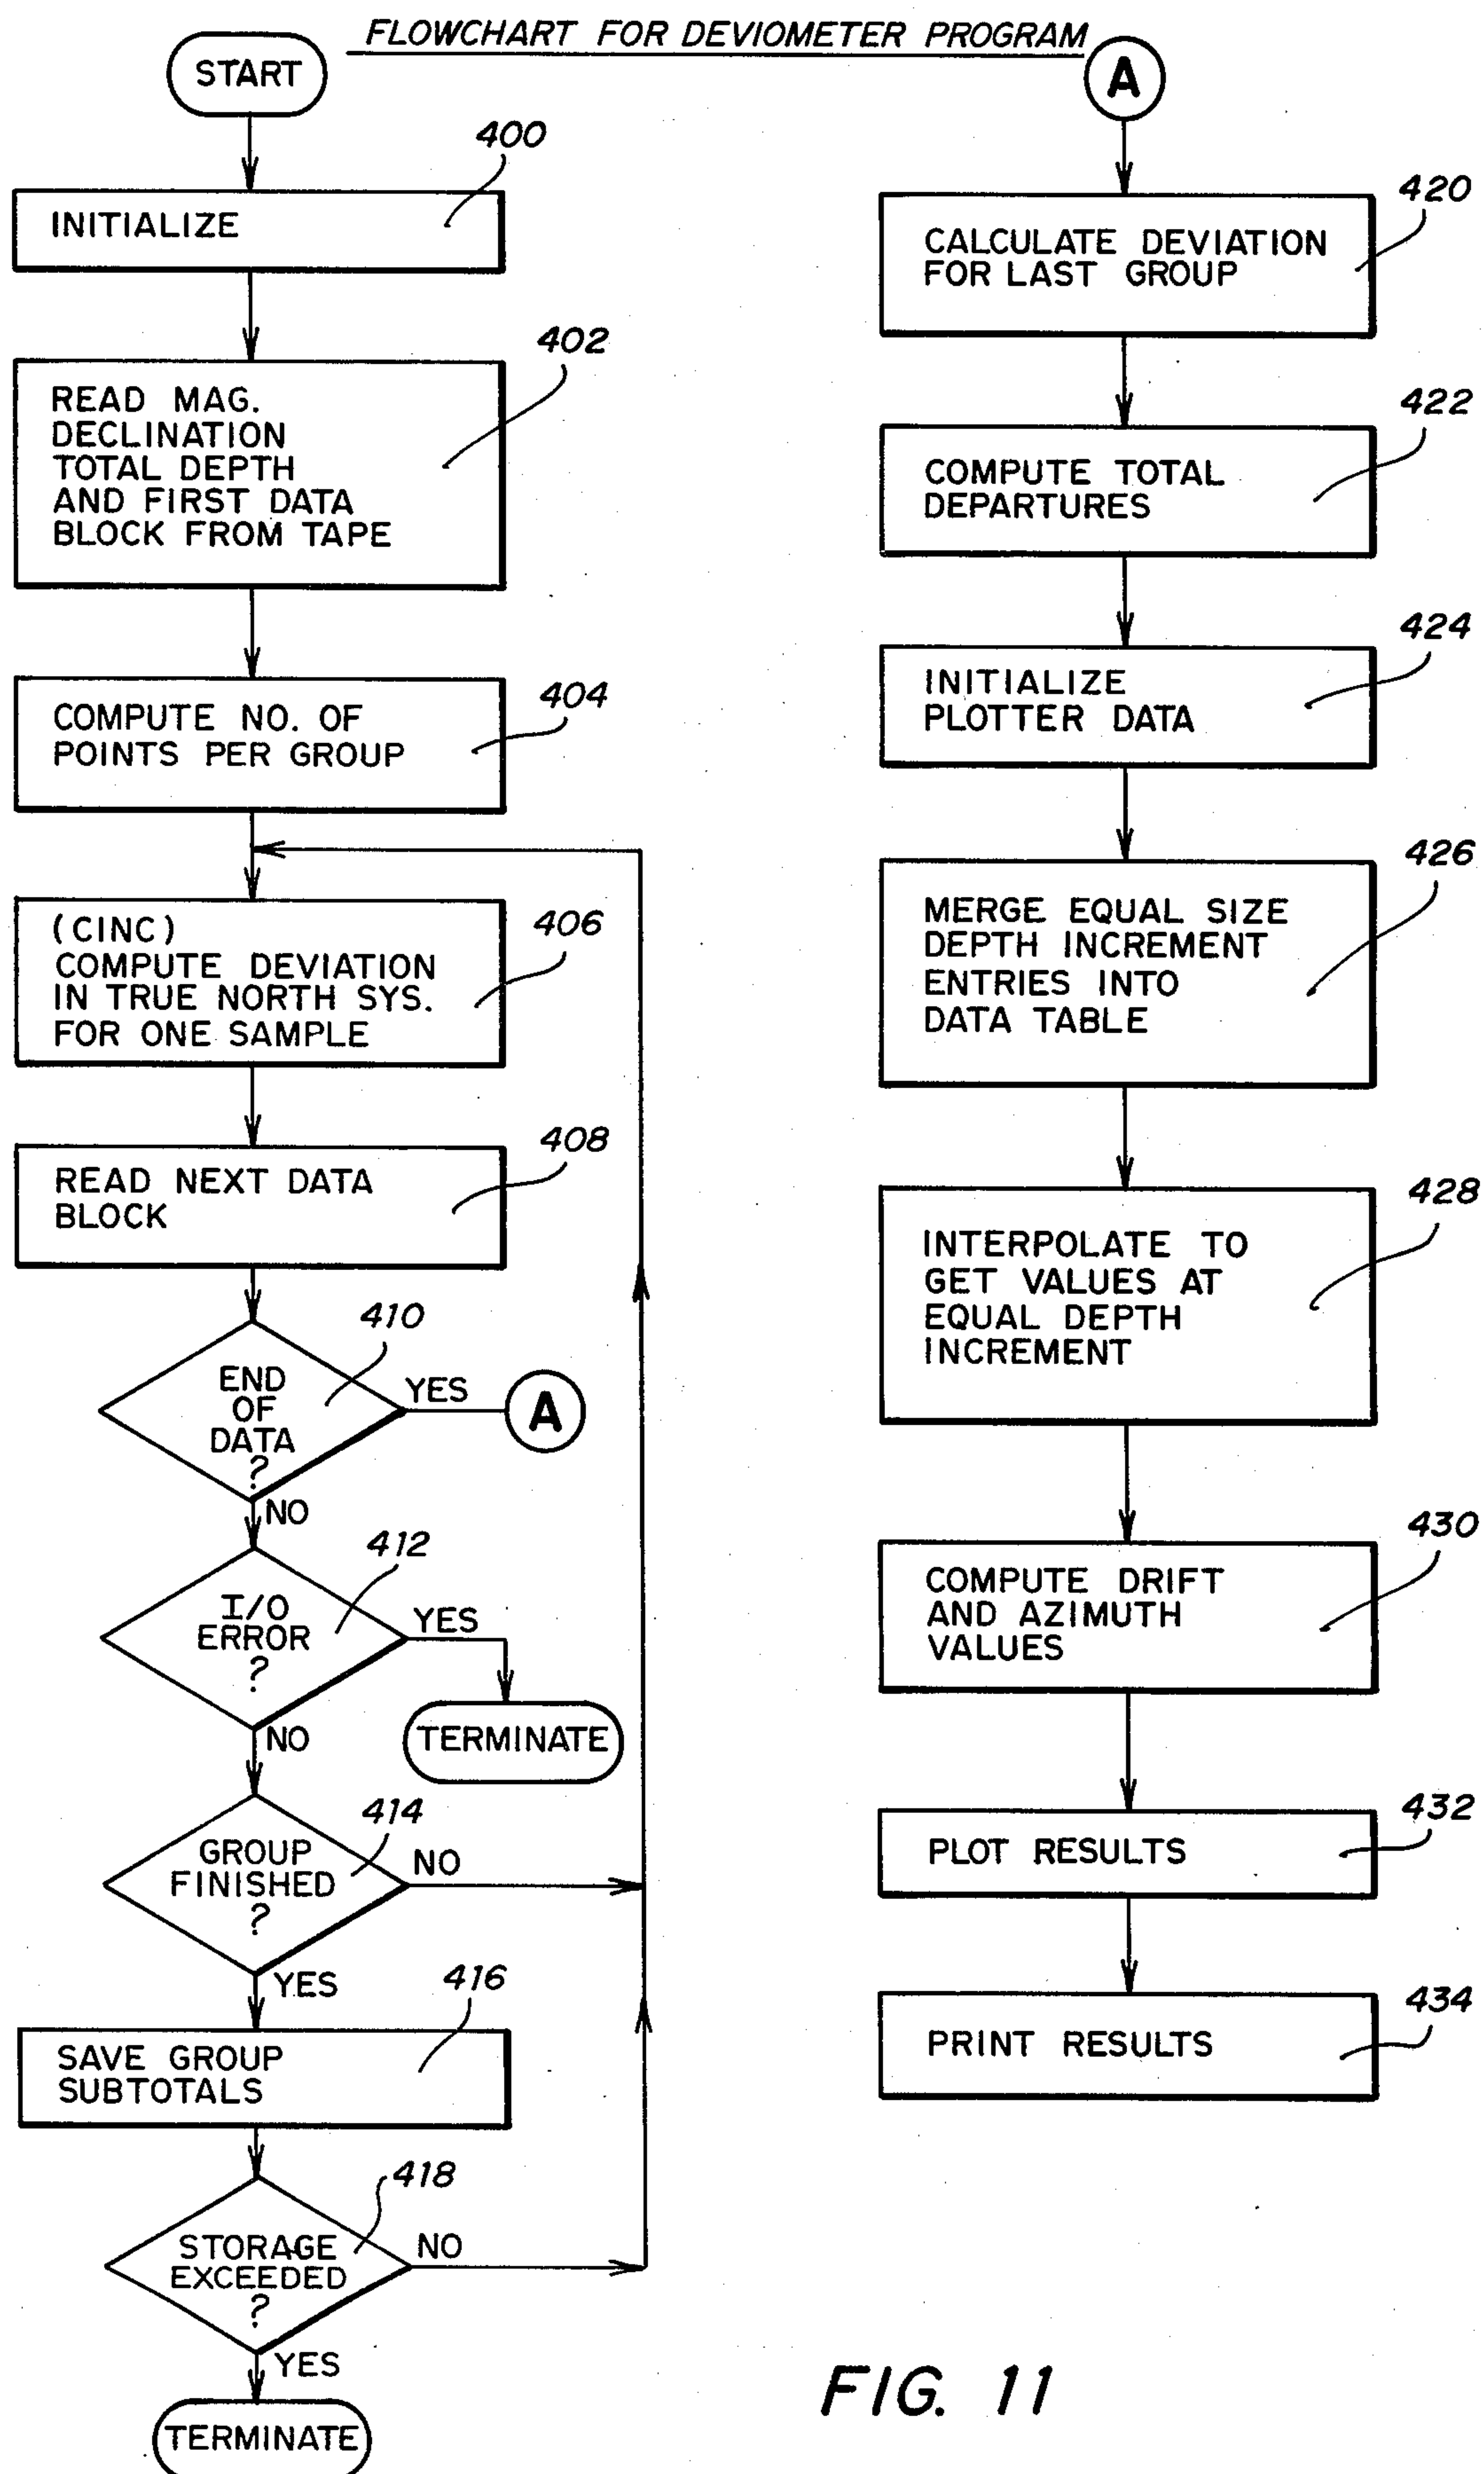 FLOWCHART FOR DEVIOMETER PROGRAM
START
400
INITIALIZE
402
READ MAG.
DECLINATION
TOTAL DEPTH
AND FIRST DATA
BLOCK FROM TAPE
404
COMPUTE NO. OF
POINTS PER GROUP
406
(CINC)
COMPUTE DEVIATION
IN TRUE NORTH SYS.
FOR ONE SAMPLE
408
READ NEXT DATA
BLOCK
410
END
OF
DATA
?
YES
A
NO
412
I/O
ERROR
?
YES
TERMINATE
NO
414
GROUP
FINISHED
?
NO
YES
416
SAVE GROUP
SUBTOTALS
418
STORAGE
EXCEEDED
?
NO
YES
TERMINATE
A
420
CALCULATE DEVIATION
FOR LAST GROUP
422
COMPUTE TOTAL
DEPARTURES
424
INITIALIZE
PLOTTER DATA
426
MERGE EQUAL SIZE
DEPTH INCREMENT
ENTRIES INTO
DATA TABLE
428
INTERPOLATE TO
GET VALUES AT
EQUAL DEPTH
INCREMENT
430
COMPUTE DRIFT
AND AZIMUTH
VALUES
432
PLOT RESULTS
434
PRINT RESULTS
FIG. 11